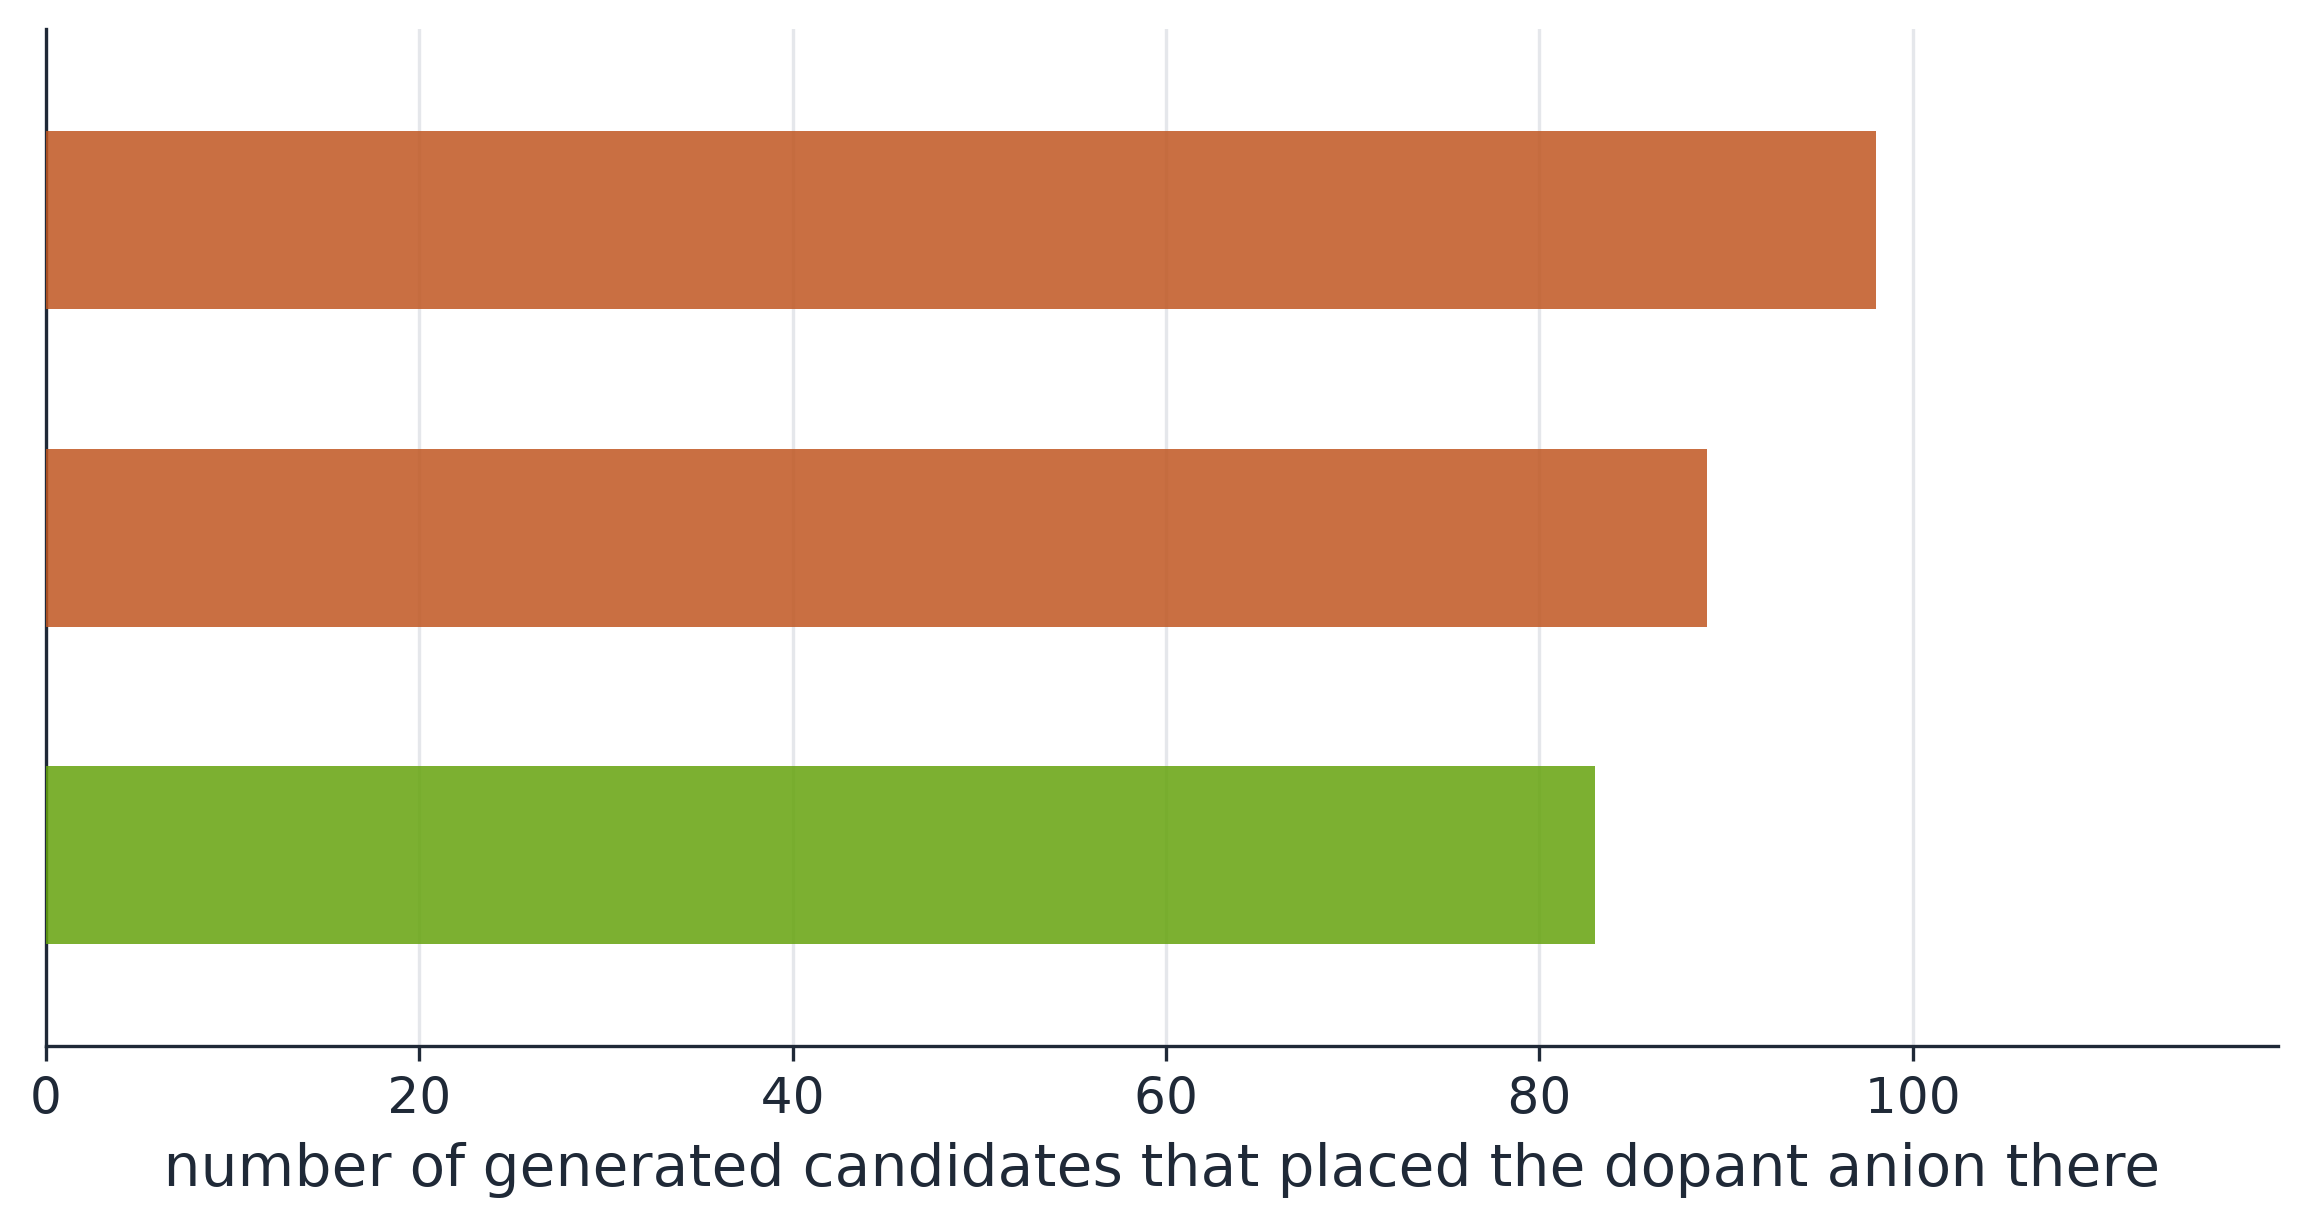 0 20 40 60 80 100
number of generated candidates that placed the dopant anion there